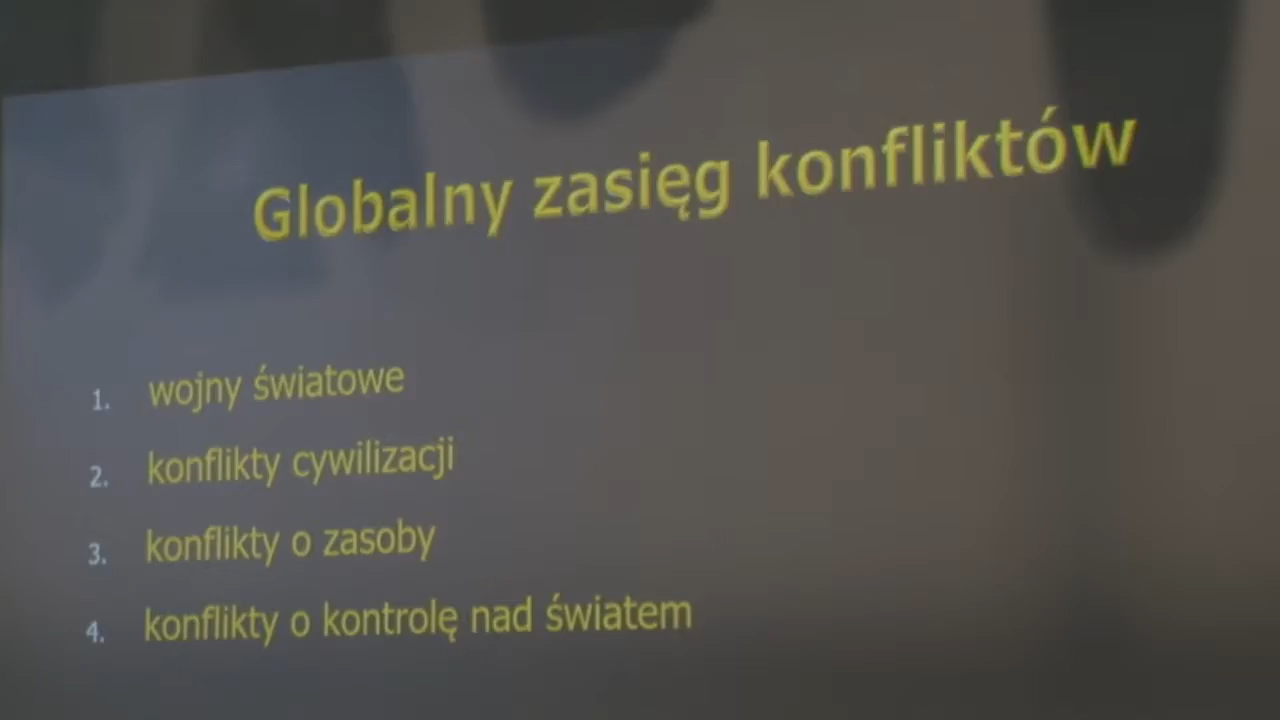 Globalny zasięg konfliktów
1. wojny światowe
2. konflikty cywilizacji
3. konflikty o zasoby
4. konflikty o kontrolę nad światem